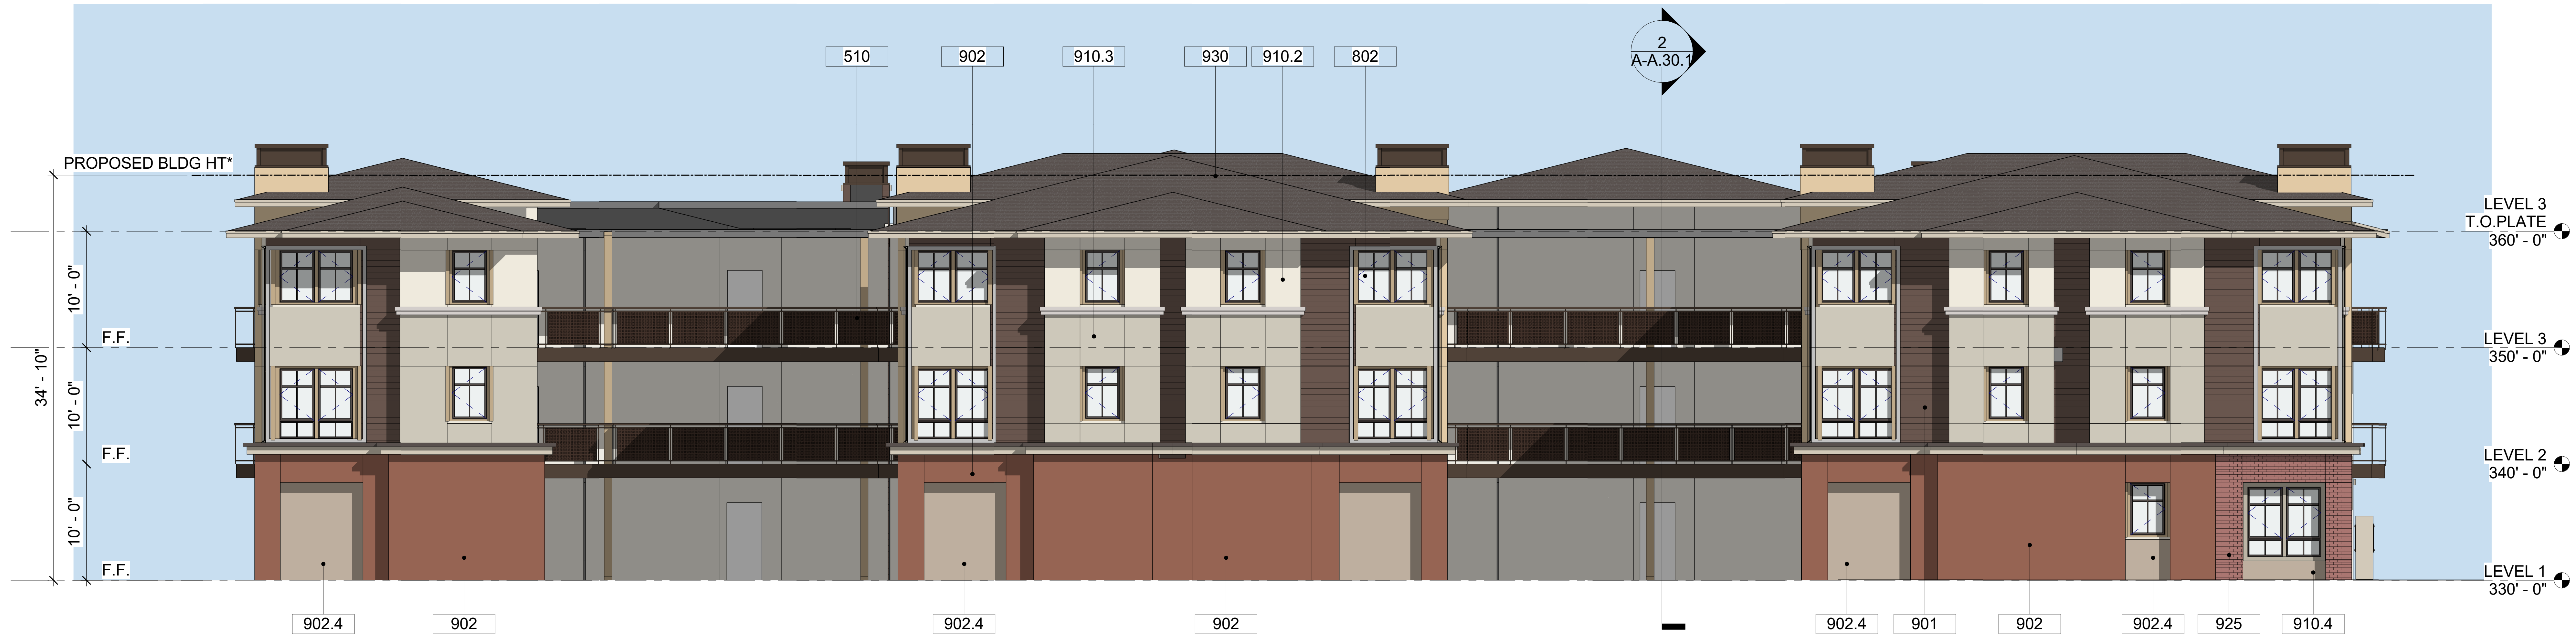 510
902
910.3
930
910.2
802
2
A-A.30.1
PROPOSED BLDG HT*
LEVEL 3
T.O.PLATE
360' - 0"
10' - 0"
F.F.
LEVEL 3
350' - 0"
34' - 10"
10' - 0"
F.F.
LEVEL 2
340' - 0"
10' - 0"
F.F.
LEVEL 1
330' - 0"
902.4
902
902.4
902
902.4
901
902
902.4
925
910.4